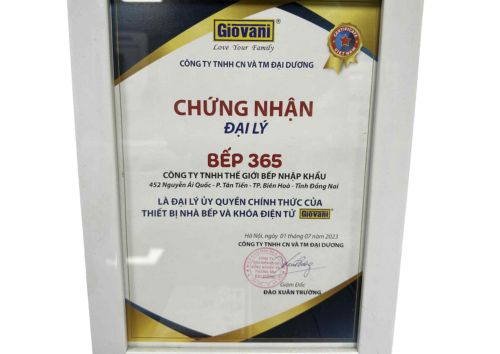 Giovani®
Love Your Family
CERTIFICATE
VIỆT NAM
CÔNG TY TNHH CN VÀ TM ĐẠI DƯƠNG
CHỨNG NHẬN
ĐẠI LÝ
BẾP 365
CÔNG TY TNHH THẾ GIỚI BẾP NHẬP KHẨU
452 Nguyễn Ái Quốc - P. Tân Tiến - TP. Biên Hoà - Tỉnh Đồng Nai
LÀ ĐẠI LÝ ỦY QUYỀN CHÍNH THỨC CỦA
THIẾT BỊ NHÀ BẾP VÀ KHÓA ĐIỆN TỬ Giovani
Hà Nội, ngày 01 tháng 07 năm 2023
CÔNG TY TNHH CN VÀ TM ĐẠI DƯƠNG
Giám Đốc
ĐÀO XUÂN TRƯỜNG